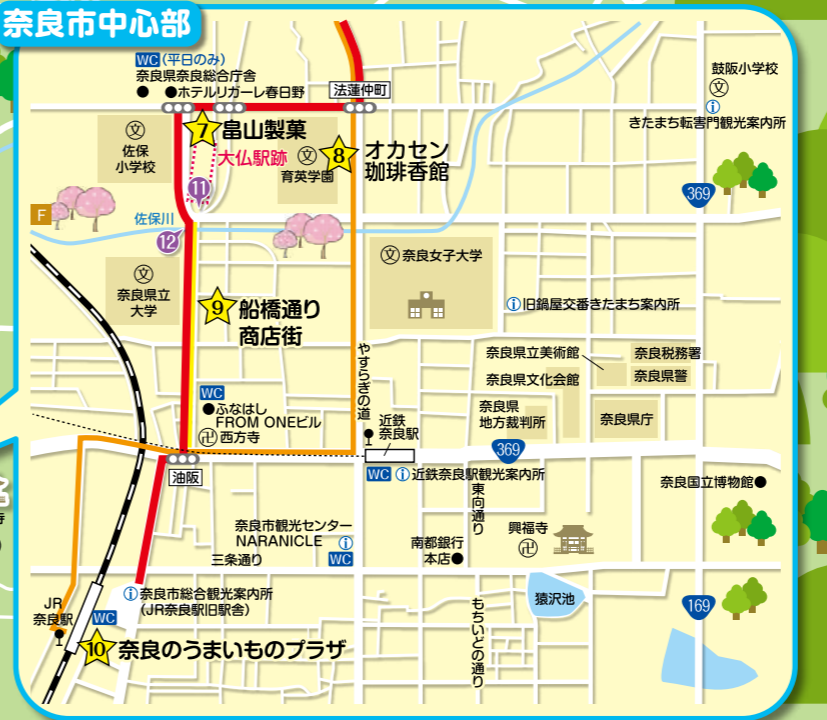 奈良市中心部
WC(平日のみ)
奈良県奈良総合庁舎
ホテルリガーレ春日野
法蓮仲町
鼓阪小学校
文
きたまち転害門観光案内所
文
佐保
小学校
7 畠山製菓
大仏駅跡
文
育英学園
8 オカセン
珈琲香館
369
11
F
佐保川
12
文 奈良女子大学
文
奈良県立
大学
9 船橋通り
商店街
旧鍋屋交番きたまち案内所
やすらぎの道
奈良県立美術館
奈良税務署
奈良県文化会館
奈良県警
奈良県
地方裁判所
奈良県庁
WC
ふなはし
FROM ONEビル
卍 西方寺
近鉄
奈良駅
369
油阪
WC i 近鉄奈良駅観光案内所
奈良国立博物館
東向通り
奈良市観光センター
NARANICLE i
WC
三条通り
南都銀行
本店
興福寺
卍
i 奈良市総合観光案内所
(JR奈良駅旧駅舎)
猿沢池
もちいどの通り
169
JR
奈良駅
WC
10 奈良のうまいものプラザ